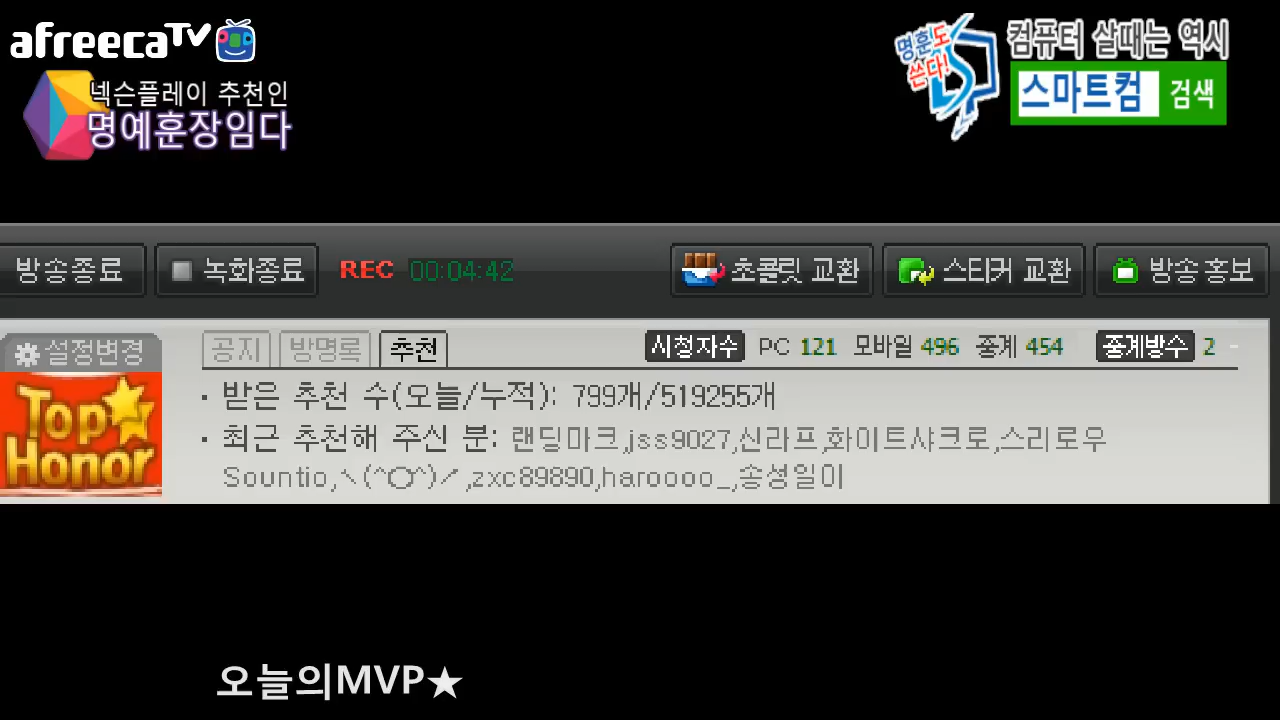 afreecaTV
넥슨플레이 추천인
명예훈장임다
명훈도
쓴다!
컴퓨터 살때는 역시
스마트컴 검색
방송종료 녹화종료 REC 00:04:42 초콜릿 교환 스티커 교환 방송홍보
설정변경 공지 방명록 추천 시청자수 PC 121 모바일 496 중계 454 중계방수 2
Top Honor
· 받은 추천 수(오늘/누적): 799개/519255개
· 최근 추천해 주신 분: 랜딩마크,jss9027,신라프,화이트샤크로,스리로우
Sountio,ヽ(^○^)ノ,zxc89890,haroooo_,송성일이
오늘의MVP★